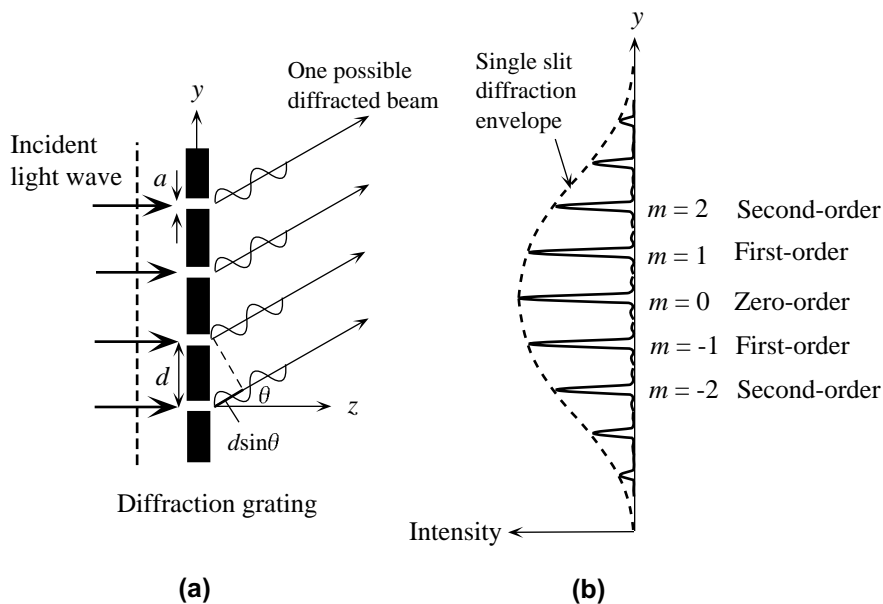 One possible
diffracted beam
y
Incident
light wave
a
d
θ
z
dsinθ
Diffraction grating
(a)
y
Single slit
diffraction
envelope
m = 2 Second-order
m = 1 First-order
m = 0 Zero-order
m = -1 First-order
m = -2 Second-order
Intensity
(b)